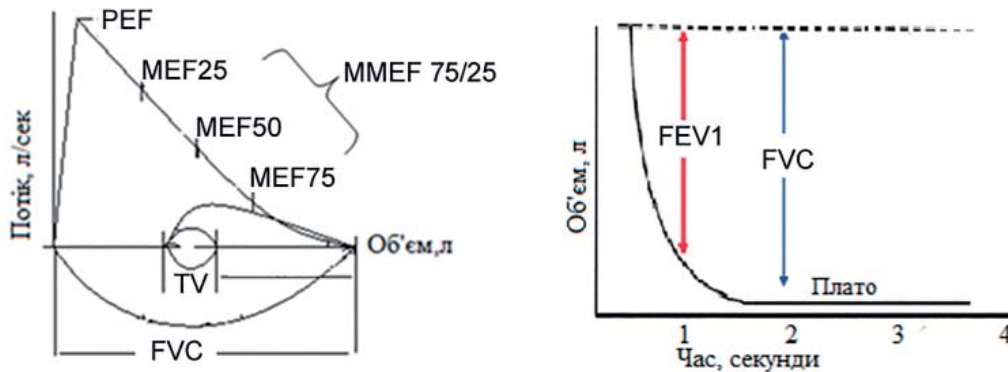 PEF
MEF25
MMEF 75/25
MEF50
MEF75
Потік, л/сек
Об'єм,л
TV
FVC
Об'єм, л
FEV1
FVC
Плато
1 2 3 4
Час, секунди